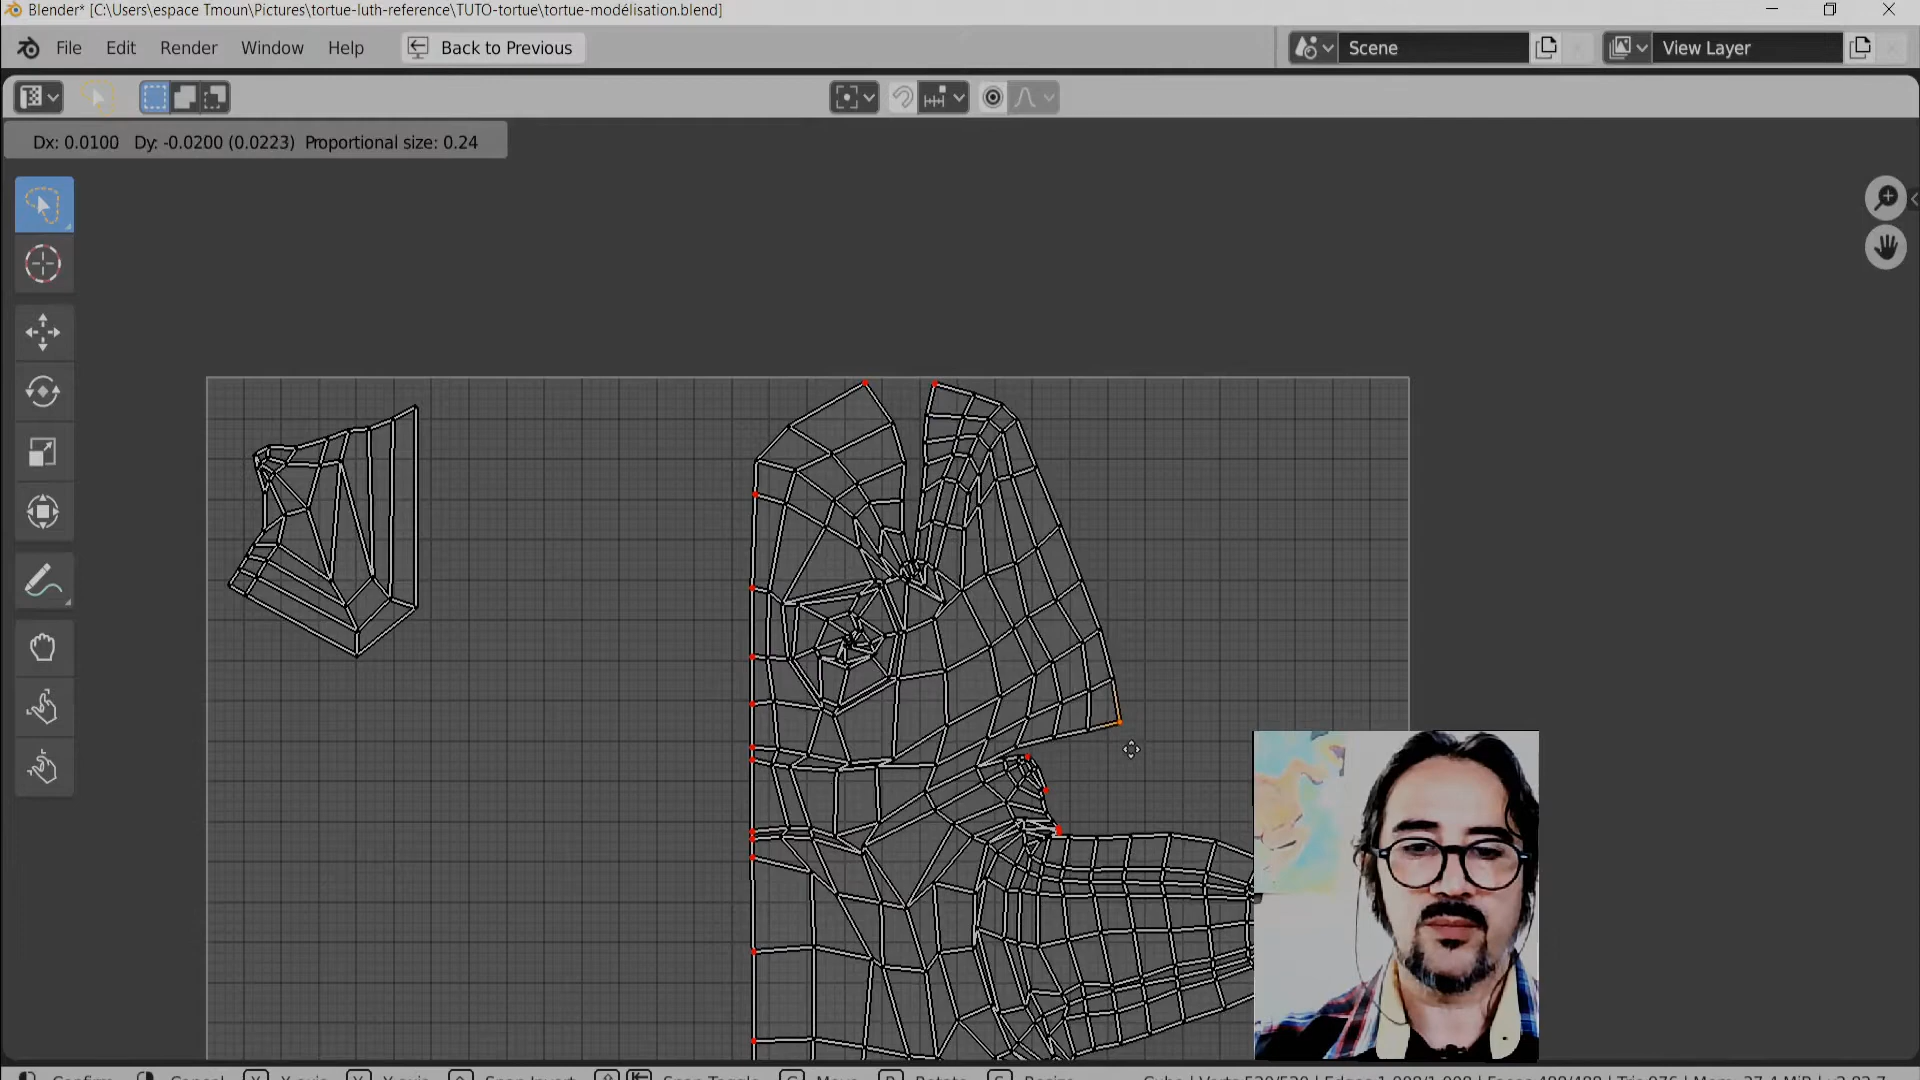 Blender* [C:\Users\espace Tmoun\Pictures\tortue-luth-reference\TUTO-tortue\tortue-modélisation.blend]
File Edit Render Window Help Back to Previous Scene View Layer
Dx: 0.0100 Dy: -0.0200 (0.0223) Proportional size: 0.24